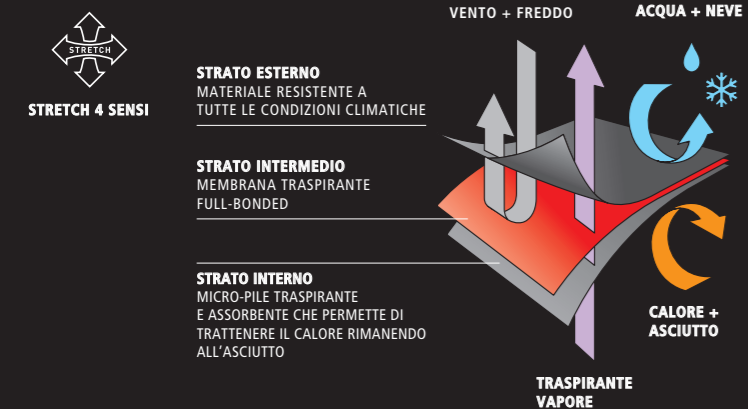 STRETCH
STRETCH 4 SENSI
VENTO + FREDDO
ACQUA + NEVE
STRATO ESTERNO
MATERIALE RESISTENTE A
TUTTE LE CONDIZIONI CLIMATICHE
STRATO INTERMEDIO
MEMBRANA TRASPIRANTE
FULL-BONDED
STRATO INTERNO
MICRO-PILE TRASPIRANTE
E ASSORBENTE CHE PERMETTE DI
TRATTENERE IL CALORE RIMANENDO
ALL'ASCIUTTO
CALORE +
ASCIUTTO
TRASPIRANTE
VAPORE